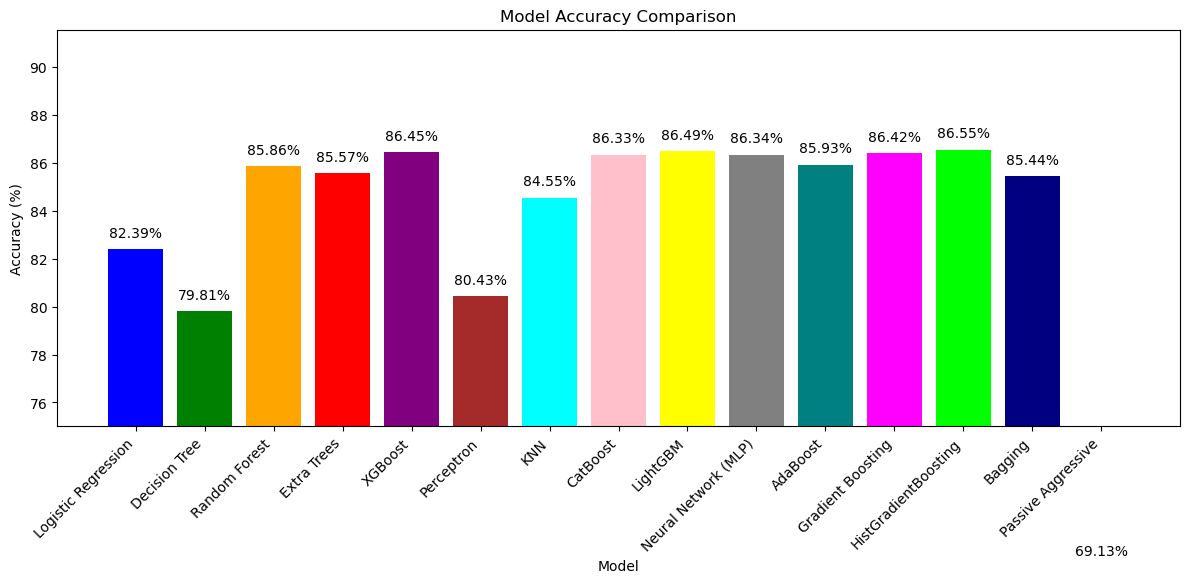 Model Accuracy Comparison
Accuracy (%)
90
88
86
84
82
80
78
76
82.39%
79.81%
85.86%
85.57%
86.45%
80.43%
84.55%
86.33%
86.49%
86.34%
85.93%
86.42%
86.55%
85.44%
69.13%
Logistic Regression
Decision Tree
Random Forest
Extra Trees
XGBoost
Perceptron
KNN
CatBoost
LightGBM
Neural Network (MLP)
AdaBoost
Gradient Boosting
HistGradientBoosting
Bagging
Passive Aggressive
Model